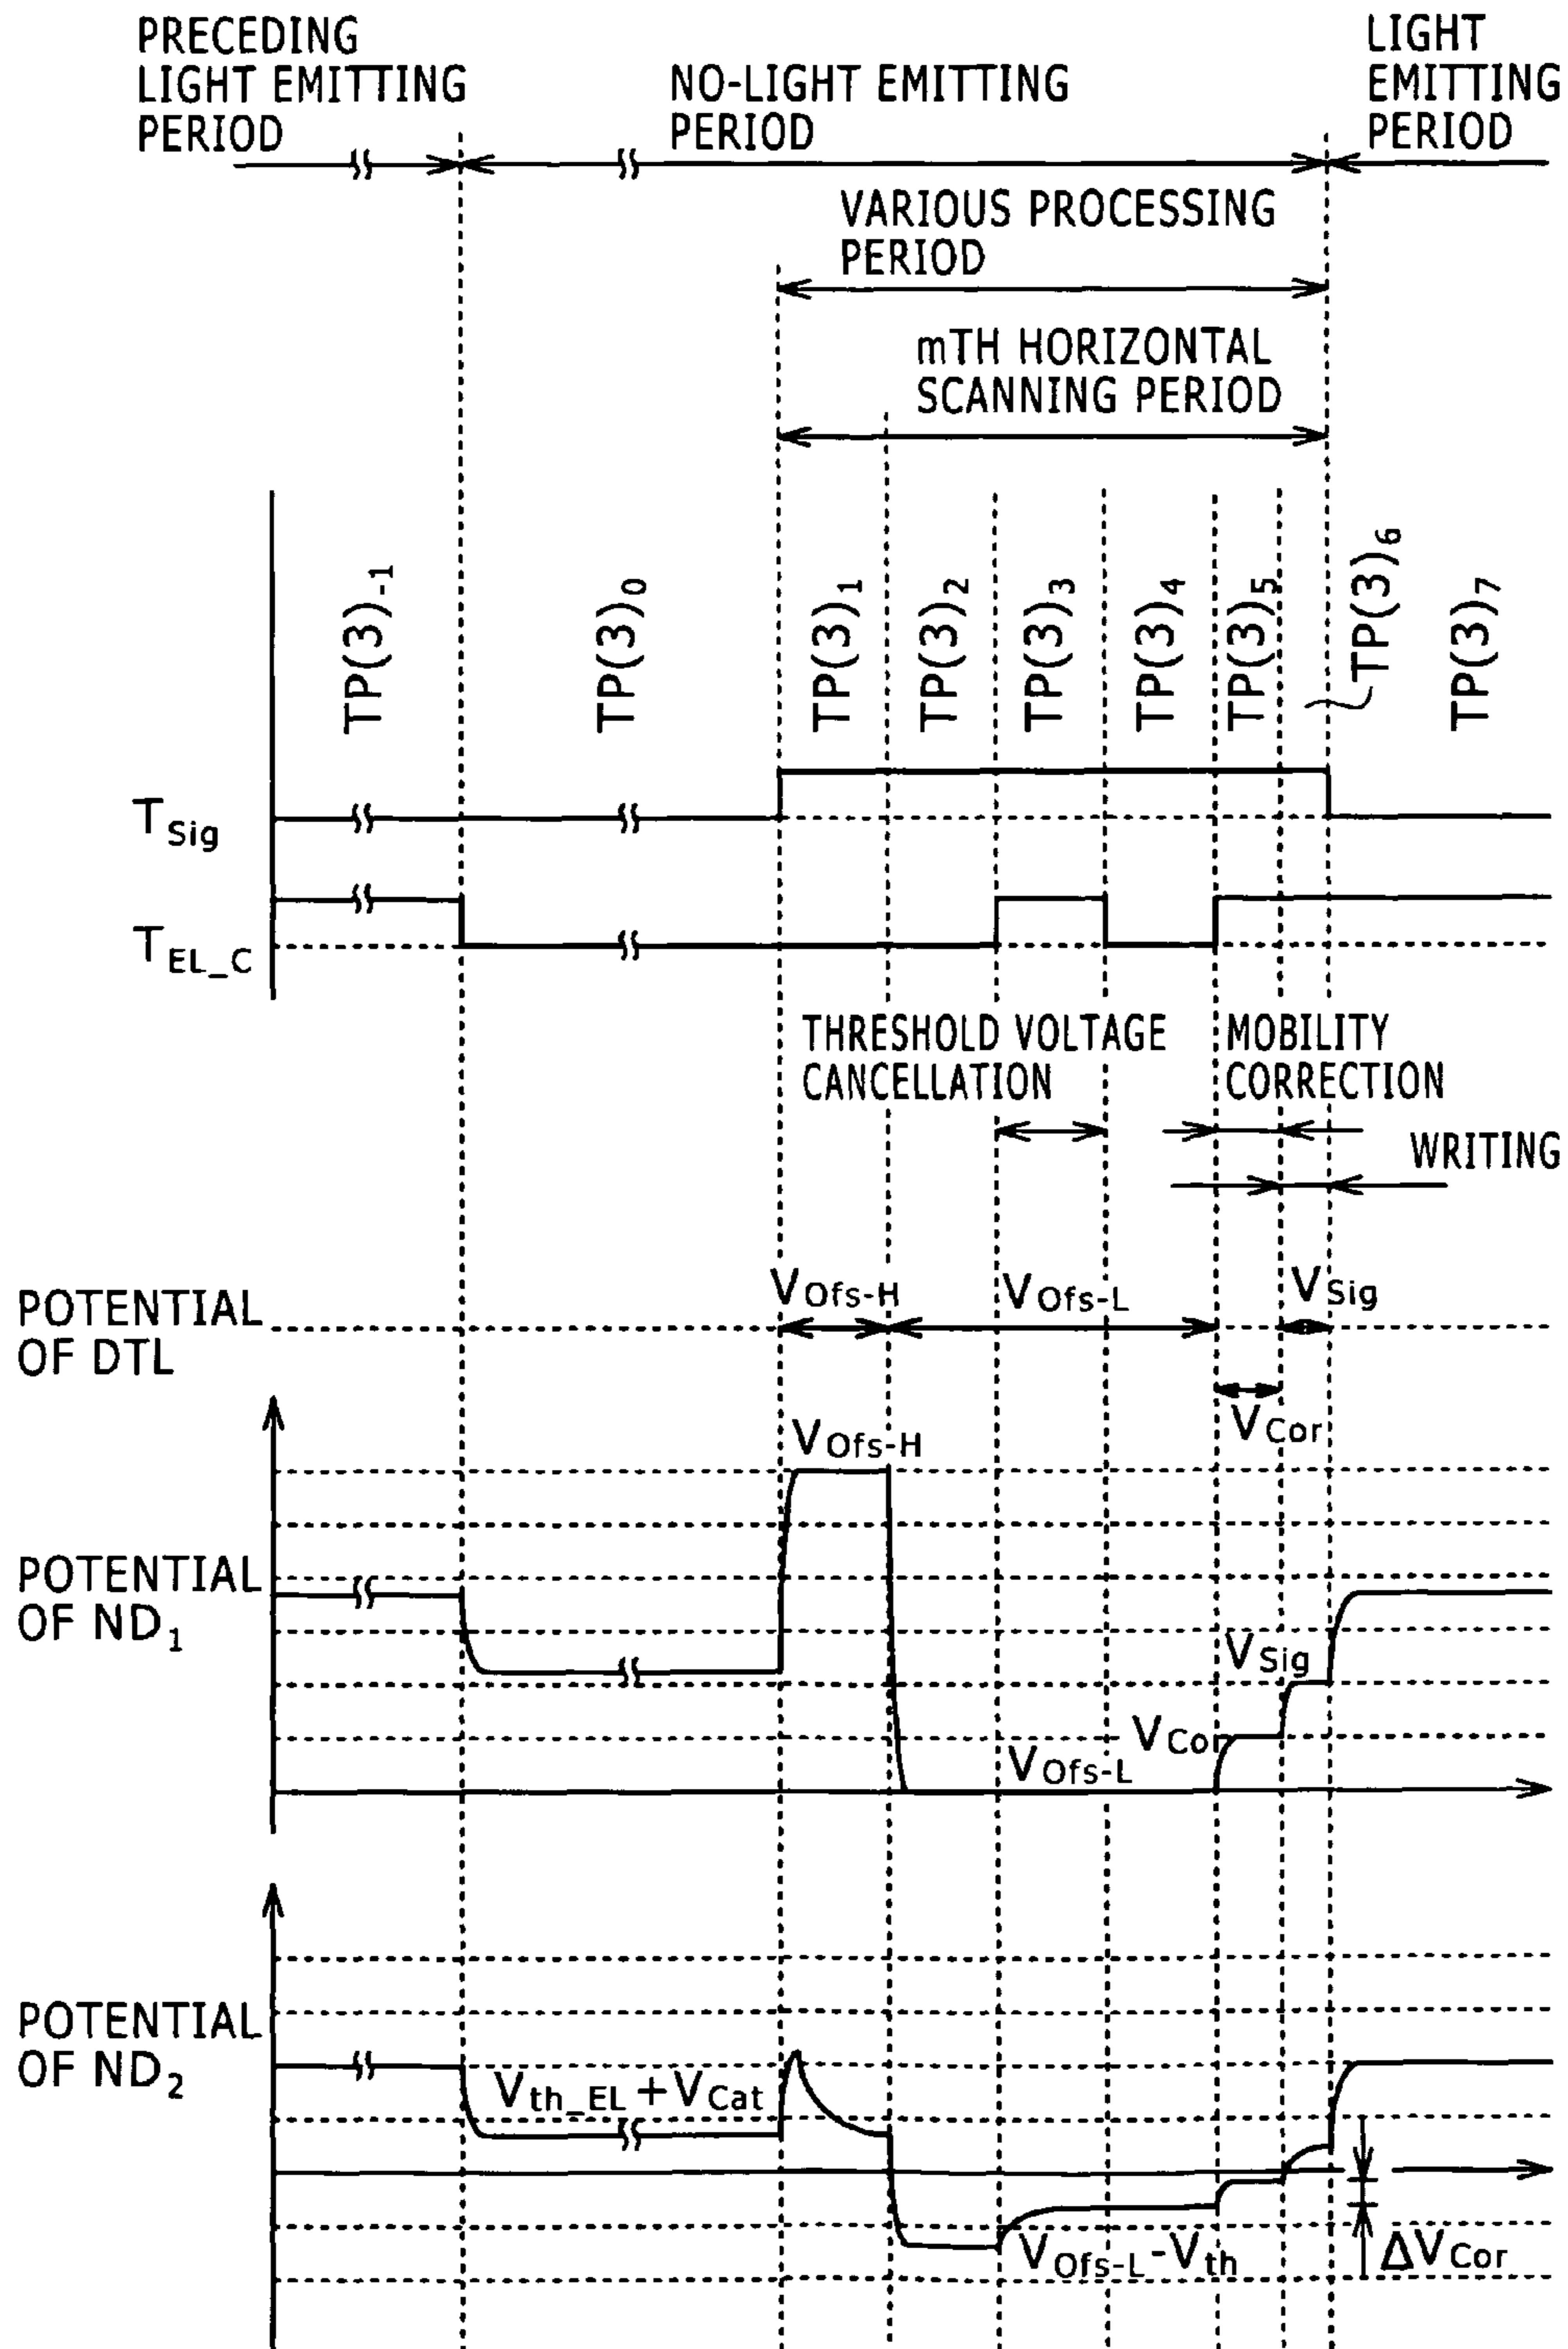 PRECEDING
LIGHT EMITTING
PERIOD
NO-LIGHT EMITTING
PERIOD
LIGHT
EMITTING
PERIOD
VARIOUS PROCESSING
PERIOD
mTH HORIZONTAL
SCANNING PERIOD
TP(3)-1
TP(3)0
TP(3)1
TP(3)2
TP(3)3
TP(3)4
TP(3)5
TP(3)6
TP(3)7
TSig
TEL_C
THRESHOLD VOLTAGE
CANCELLATION
MOBILITY
CORRECTION
WRITING
POTENTIAL
OF DTL
VOfs-H
VOfs-L
VSig
VCor
POTENTIAL
OF ND1
VOfs-H
VOfs-L
VCor
VSig
POTENTIAL
OF ND2
Vth_EL+VCat
VOfs-L-Vth
ΔVCor